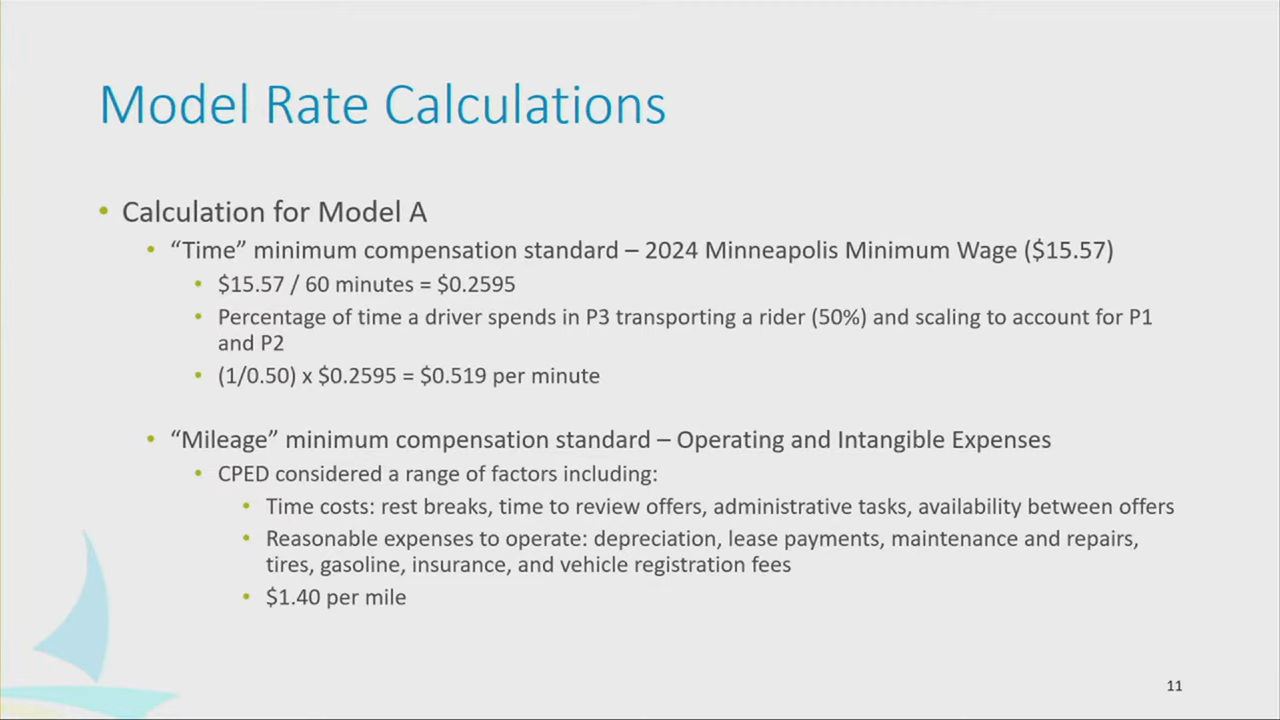 Model Rate Calculations
• Calculation for Model A
• “Time” minimum compensation standard – 2024 Minneapolis Minimum Wage ($15.57)
• $15.57 / 60 minutes = $0.2595
• Percentage of time a driver spends in P3 transporting a rider (50%) and scaling to account for P1
and P2
• (1/0.50) x $0.2595 = $0.519 per minute
• “Mileage” minimum compensation standard – Operating and Intangible Expenses
• CPED considered a range of factors including:
• Time costs: rest breaks, time to review offers, administrative tasks, availability between offers
• Reasonable expenses to operate: depreciation, lease payments, maintenance and repairs,
tires, gasoline, insurance, and vehicle registration fees
• $1.40 per mile
11